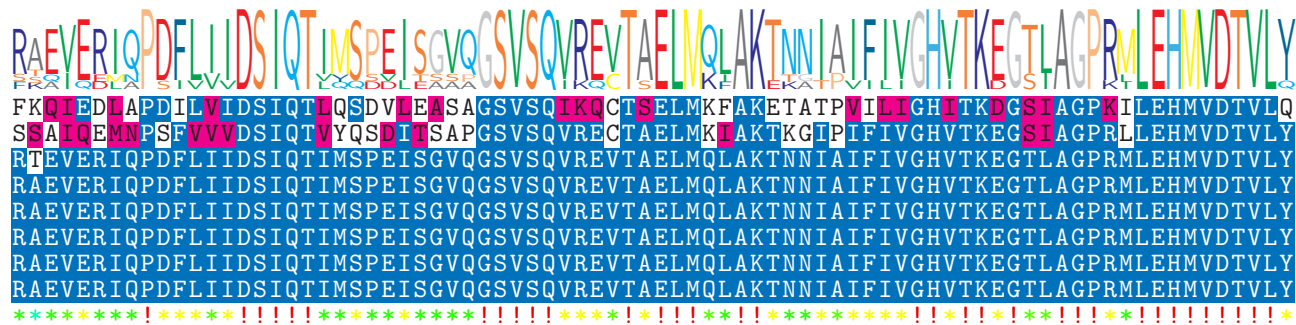 RAEVERIQPDFLIIDSIQTIMSPEISGVQGSVSQVREVTAELMQLAKTNNIAIFIVGHVTKEGTLAGPRMLEHMVDTVLY
FKQIEDLAPDILVIDSIQTLQSDVLEASAGSVSQIKQCTSELMKFAKETATPVILIGHITKDGSIAGPKILEHMVDTVLQ
SSAIQEMNPSFVVVDSIQTVYQSDITSAPGSVSQVRECTAELMKIAKTKGIPIFIVGHVTKEGSIAGPRLLEHMVDTVLY
RTEVERIQPDFLIIDSIQTIMSPEISGVQGSVSQVREVTAELMQLAKTNNIAIFIVGHVTKEGTLAGPRMLEHMVDTVLY
RAEVERIQPDFLIIDSIQTIMSPEISGVQGSVSQVREVTAELMQLAKTNNIAIFIVGHVTKEGTLAGPRMLEHMVDTVLY
RAEVERIQPDFLIIDSIQTIMSPEISGVQGSVSQVREVTAELMQLAKTNNIAIFIVGHVTKEGTLAGPRMLEHMVDTVLY
RAEVERIQPDFLIIDSIQTIMSPEISGVQGSVSQVREVTAELMQLAKTNNIAIFIVGHVTKEGTLAGPRMLEHMVDTVLY
RAEVERIQPDFLIIDSIQTIMSPEISGVQGSVSQVREVTAELMQLAKTNNIAIFIVGHVTKEGTLAGPRMLEHMVDTVLY
RAEVERIQPDFLIIDSIQTIMSPEISGVQGSVSQVREVTAELMQLAKTNNIAIFIVGHVTKEGTLAGPRMLEHMVDTVLY
********!*****!!!!!**********!!!!!****!*!!!**!!*********!!*!!*!**!!!**!!!!!!!!!*